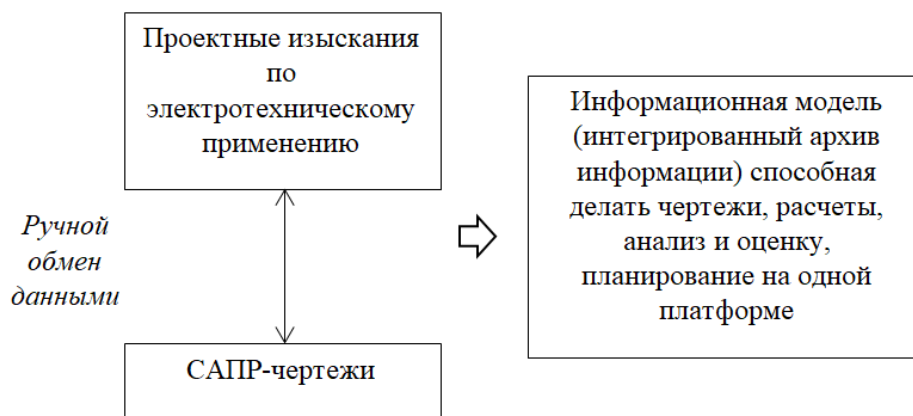 Проектные изыскания
по
электротехническому
применению
Ручной
обмен
данными
САПР-чертежи
Информационная модель
(интегрированный архив
информации) способная
делать чертежи, расчеты,
анализ и оценку,
планирование на одной
платформе